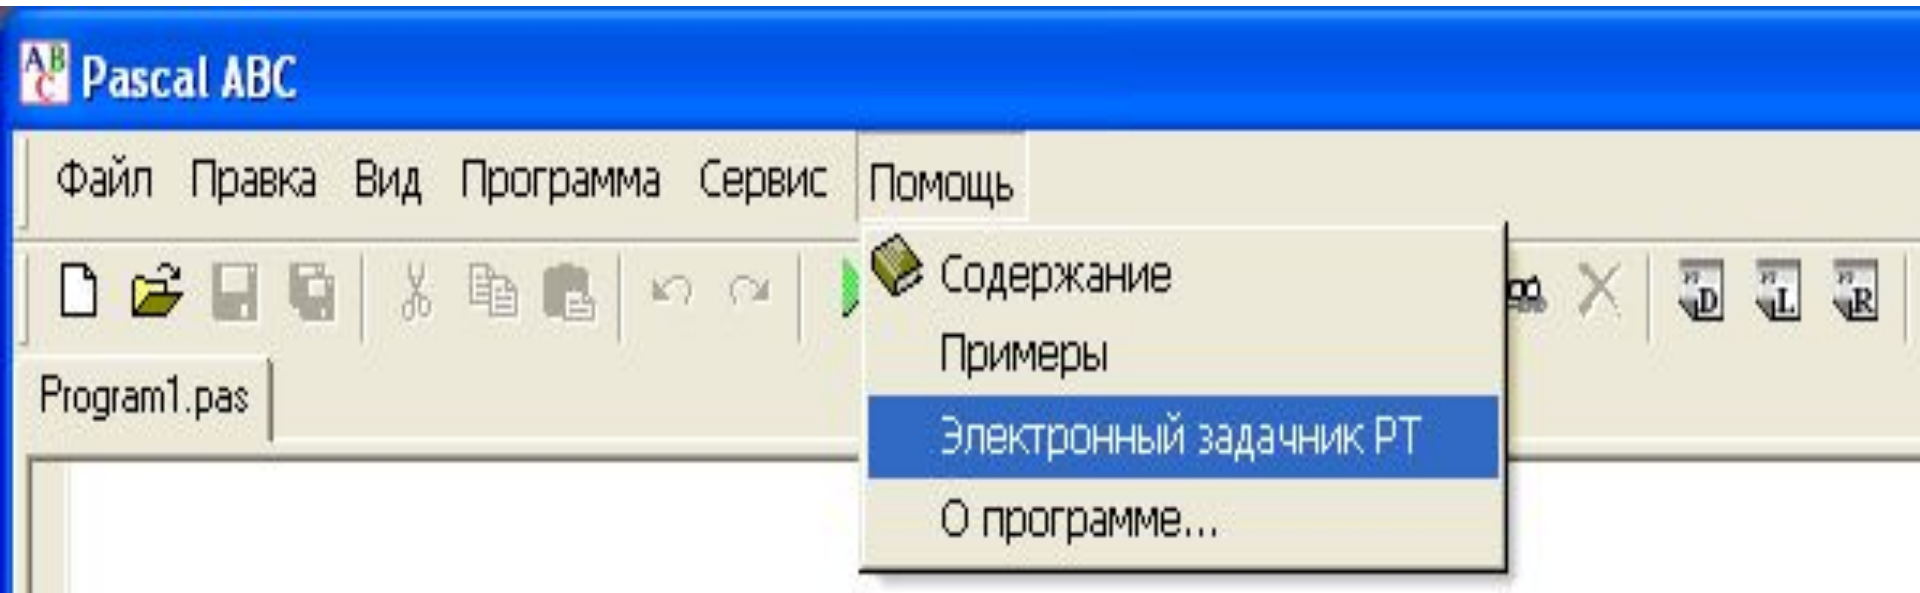 Pascal ABC
Файл Правка Вид Программа Сервис Помощь
Содержание
Примеры
Электронный задачник PT
О программе...
Program1.pas